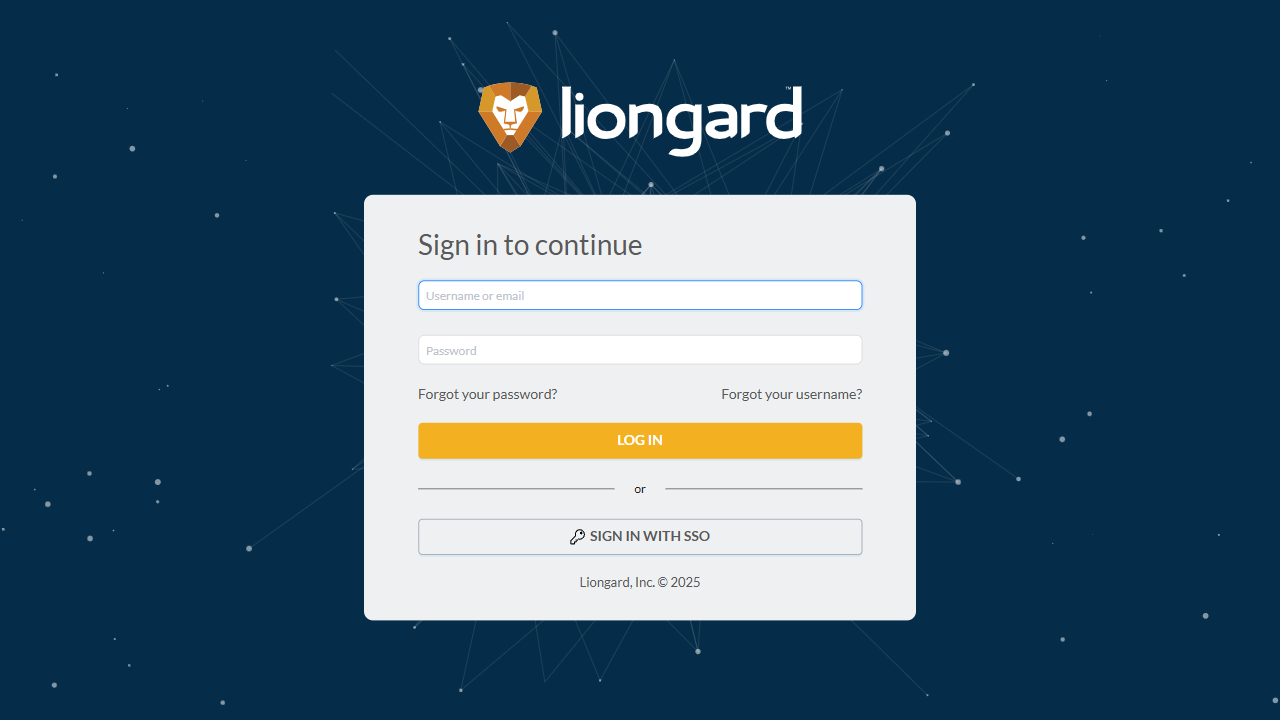 liongard™
Sign in to continue
Username or email
Password
Forgot your password? Forgot your username?
LOG IN
or
SIGN IN WITH SSO
Liongard, Inc. © 2025